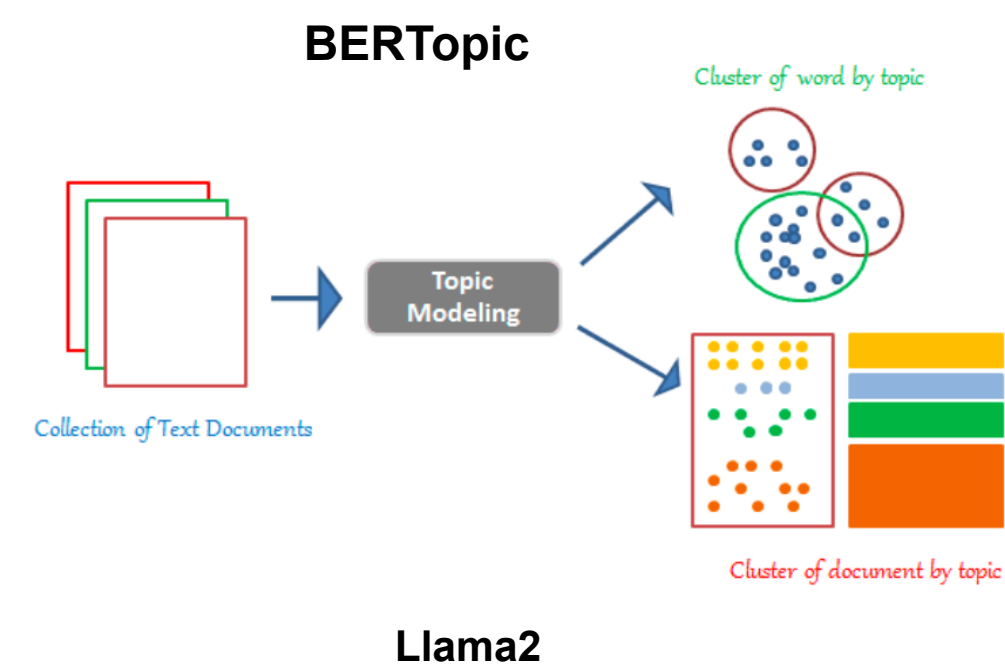 BERTopic
Cluster of word by topic
Topic
Modeling
Collection of Text Documents
Cluster of document by topic
Llama2